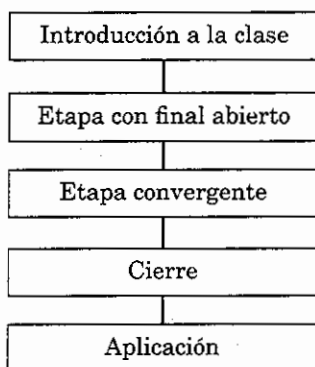 Introducción a la clase
Etapa con final abierto
Etapa convergente
Cierre
Aplicación